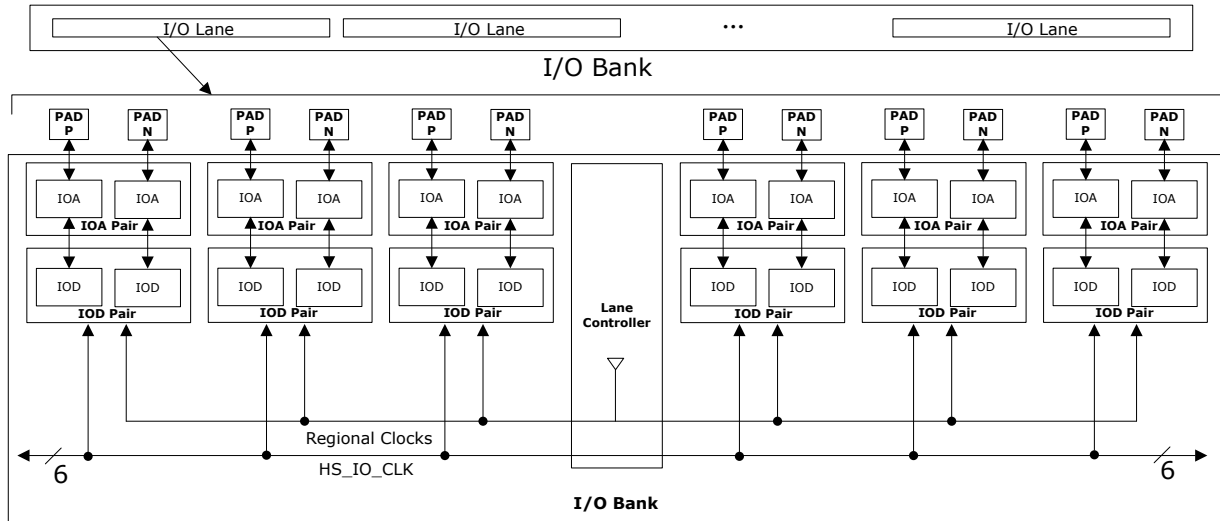 I/O Lane I/O Lane ... I/O Lane
I/O Bank
PAD PAD PAD PAD PAD PAD PAD PAD PAD PAD PAD PAD
P N P N P N P N P N P N
IOA IOA IOA IOA IOA IOA IOA IOA IOA IOA IOA IOA
IOA Pair IOA Pair IOA Pair IOA Pair IOA Pair IOA Pair
IOD IOD IOD IOD IOD IOD IOD IOD IOD IOD IOD IOD
IOD Pair IOD Pair IOD Pair IOD Pair IOD Pair IOD Pair
Lane
Controller
Regional Clocks
6 HS_IO_CLK 6
I/O Bank